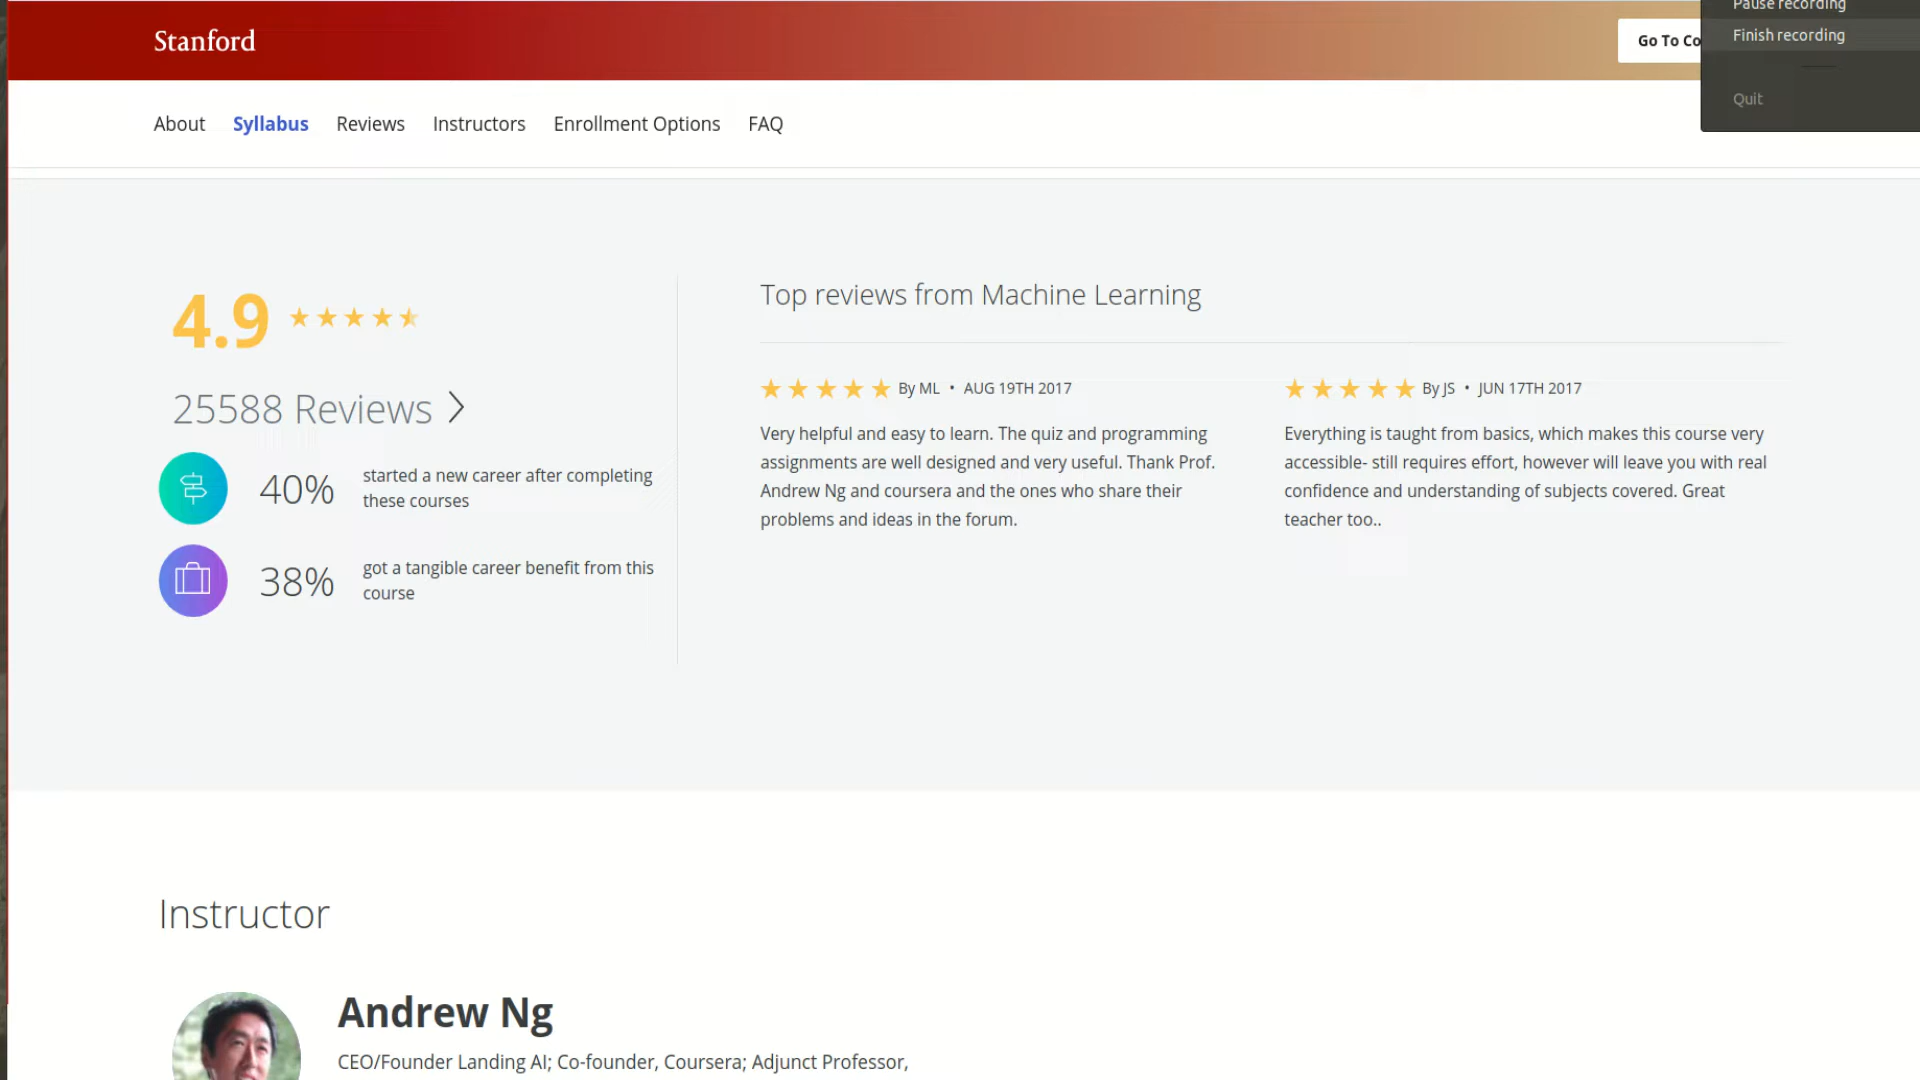 Stanford
Go To Co
Pause recording
Finish recording
Quit
About Syllabus Reviews Instructors Enrollment Options FAQ
4.9
25588 Reviews
40% started a new career after completing
these courses
38% got a tangible career benefit from this
course
Top reviews from Machine Learning
By ML • AUG 19TH 2017
Very helpful and easy to learn. The quiz and programming
assignments are well designed and very useful. Thank Prof.
Andrew Ng and coursera and the ones who share their
problems and ideas in the forum.
By JS • JUN 17TH 2017
Everything is taught from basics, which makes this course very
accessible- still requires effort, however will leave you with real
confidence and understanding of subjects covered. Great
teacher too..
Instructor
Andrew Ng
CEO/Founder Landing AI; Co-founder, Coursera; Adjunct Professor,